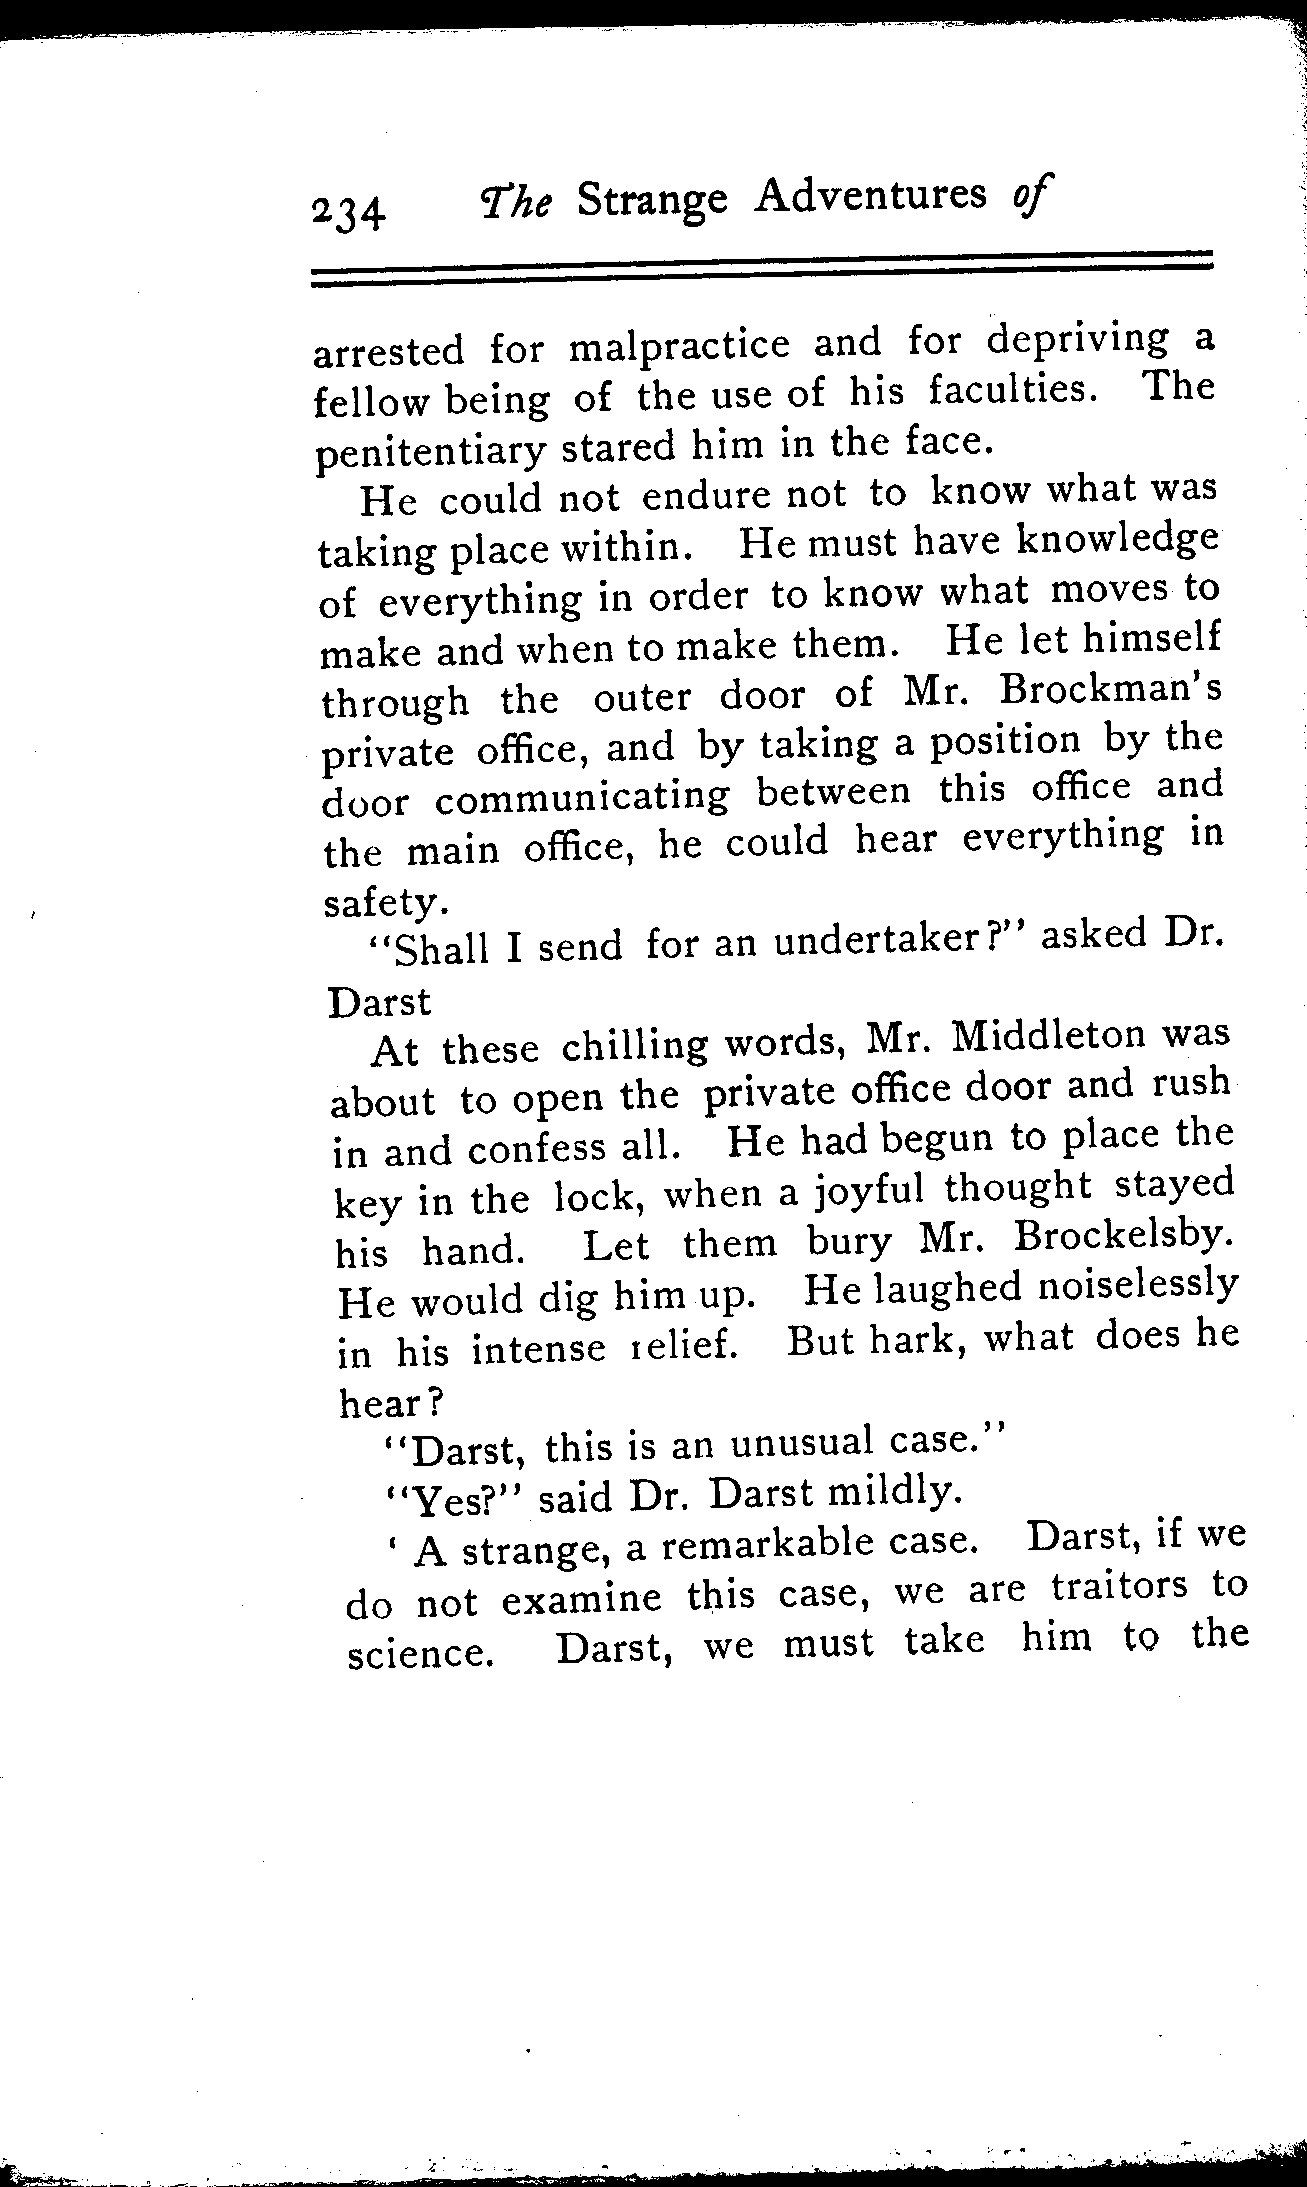 234 The Strange Adventures of
arrested for malpractice and for depriving a
fellow being of the use of his faculties. The
penitentiary stared him in the face.
He could not endure not to know what was
taking place within. He must have knowledge
of everything in order to know what moves to
make and when to make them. He let himself
through the outer door of Mr. Brockman's
private office, and by taking a position by the
door communicating between this office and
the main office, he could hear everything in
safety.
"Shall I send for an undertaker?" asked Dr.
Darst
At these chilling words, Mr. Middleton was
about to open the private office door and rush
in and confess all. He had begun to place the
key in the lock, when a joyful thought stayed
his hand. Let them bury Mr. Brockelsby.
He would dig him up. He laughed noiselessly
in his intense relief. But hark, what does he
hear?
"Darst, this is an unusual case."
"Yes?" said Dr. Darst mildly.
' A strange, a remarkable case. Darst, if we
do not examine this case, we are traitors to
science. Darst, we must take him to the